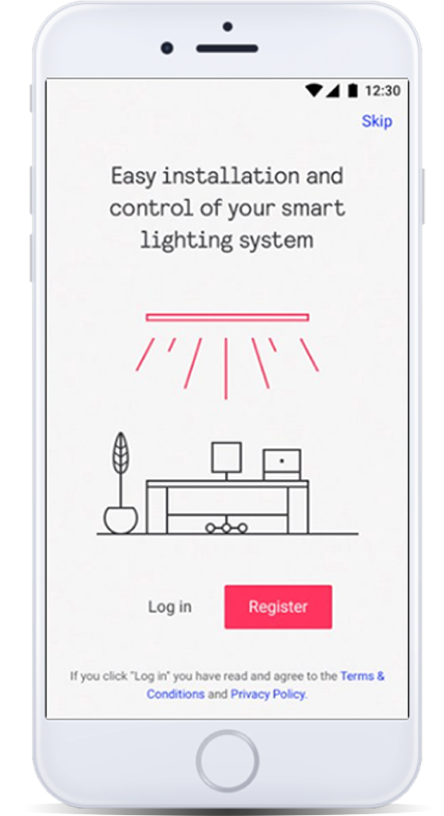 12:30
Skip
Easy installation and
control of your smart
lighting system
Log in
Register
If you click "Log in" you have read and agree to the Terms &
Conditions and Privacy Policy.